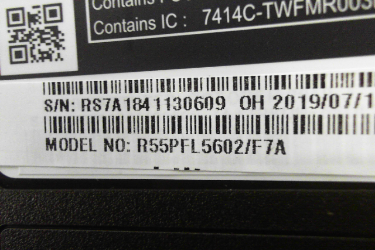 Contains IC : 7414C-TWFMR003
S/N: RS7A1841130609 OH 2019/07/1
MODEL NO: R55PFL5602/F7A